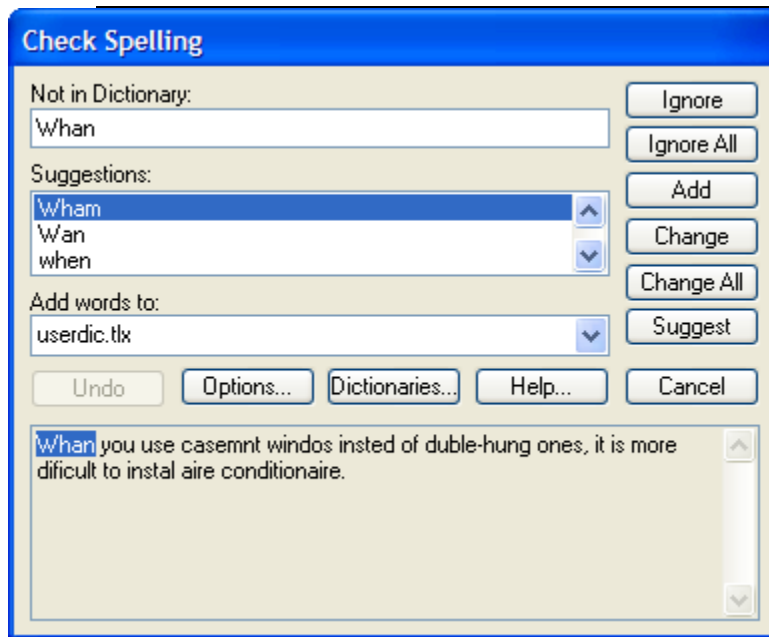 Check Spelling
Not in Dictionary:
Whan
Ignore
Ignore All
Suggestions:
Wham
Wan
when
Add
Change
Change All
Add words to:
userdic.tlx
Suggest
Undo
Options...
Dictionaries...
Help...
Cancel
Whan you use casemnt windos insted of duble-hung ones, it is more
dificult to instal aire conditionaire.